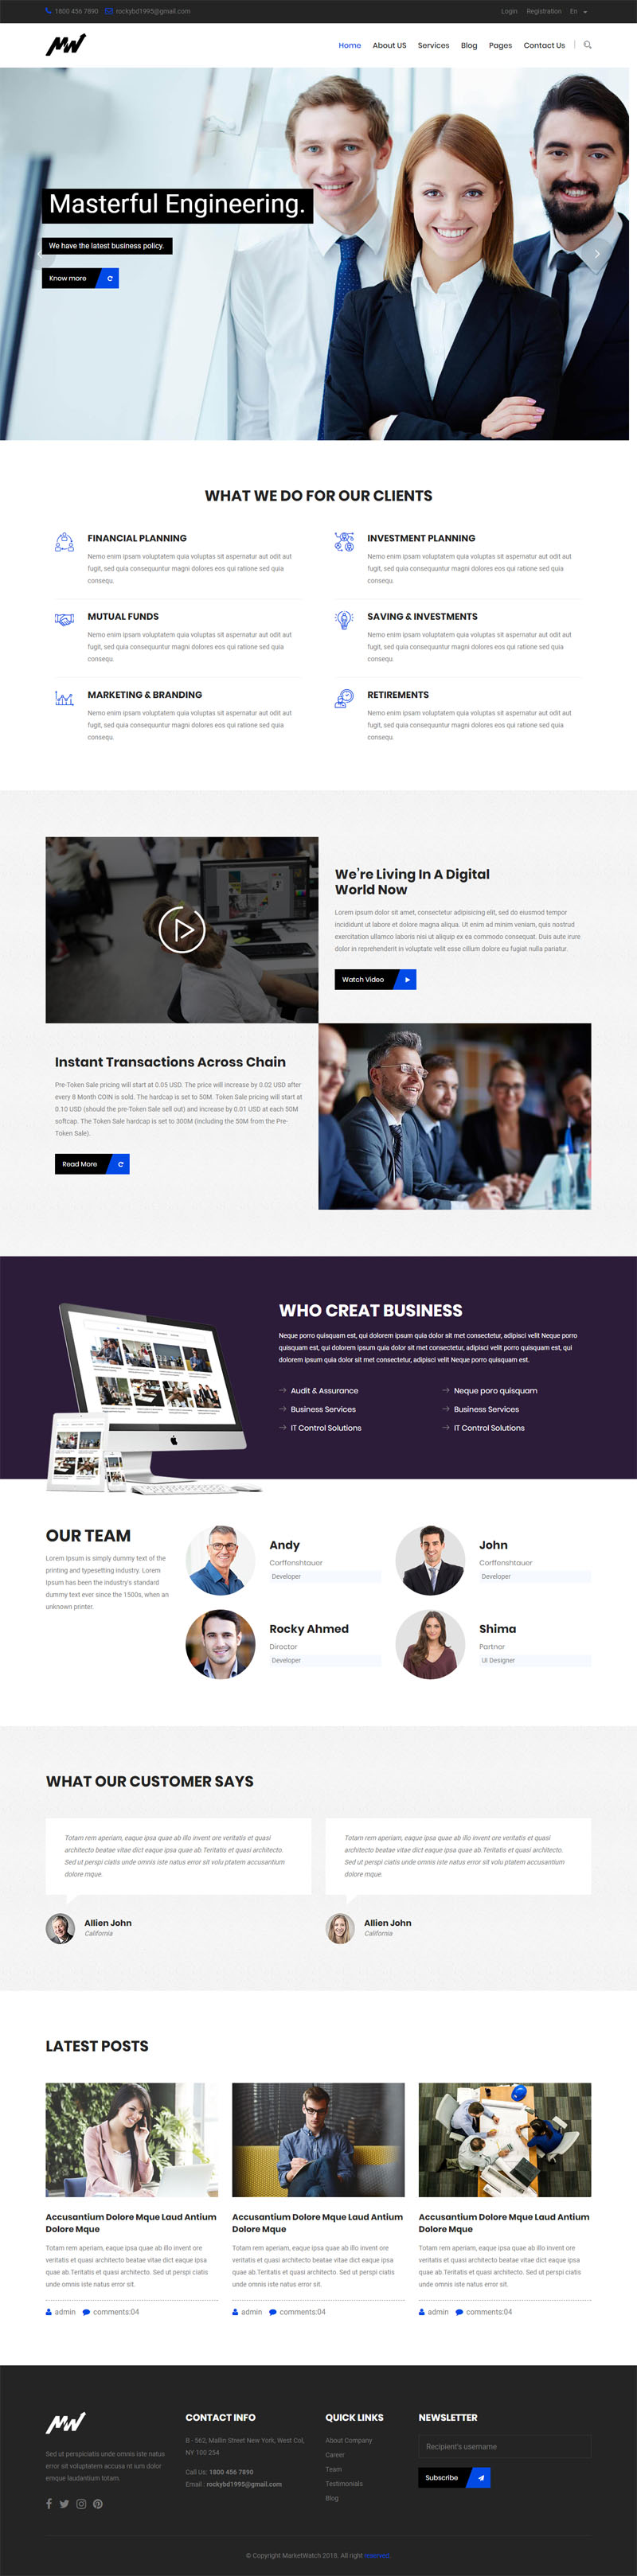 1800 456 7890 rockybd1995@gmail.com Login Registration En
MW Home About US Services Blog Pages Contact Us
Masterful Engineering.
We have the latest business policy.
Know more
WHAT WE DO FOR OUR CLIENTS
FINANCIAL PLANNING
Nemo enim ipsam voluptatem quia voluptas sit aspernatur aut odit aut
fugit, sed quia consequuntur magni dolores eos qui ratione sed quia
consequ.
INVESTMENT PLANNING
Nemo enim ipsam voluptatem quia voluptas sit aspernatur aut odit aut
fugit, sed quia consequuntur magni dolores eos qui ratione sed quia
consequ.
MUTUAL FUNDS
Nemo enim ipsam voluptatem quia voluptas sit aspernatur aut odit aut
fugit, sed quia consequuntur magni dolores eos qui ratione sed quia
consequ.
SAVING & INVESTMENTS
Nemo enim ipsam voluptatem quia voluptas sit aspernatur aut odit aut
fugit, sed quia consequuntur magni dolores eos qui ratione sed quia
consequ.
MARKETING & BRANDING
Nemo enim ipsam voluptatem quia voluptas sit aspernatur aut odit aut
fugit, sed quia consequuntur magni dolores eos qui ratione sed quia
consequ.
RETIREMENTS
Nemo enim ipsam voluptatem quia voluptas sit aspernatur aut odit aut
fugit, sed quia consequuntur magni dolores eos qui ratione sed quia
consequ.
We're Living In A Digital
World Now
Lorem ipsum dolor sit amet, consectetur adipisicing elit, sed do eiusmod tempor
incididunt ut labore et dolore magna aliqua. Ut enim ad minim veniam, quis nostrud
exercitation ullamco laboris nisi ut aliquip ex ea commodo consequat. Duis aute irure
dolor in reprehenderit in voluptate velit esse cillum dolore eu fugiat nulla pariatur.
Watch Video
Instant Transactions Across Chain
Pre-Token Sale pricing will start at 0.05 USD. The price will increase by 0.02 USD after
every 8 Month COIN is sold. The hardcap is set to 50M. Token Sale pricing will start at
0.10 USD (should the pre-Token Sale sell out) and increase by 0.01 USD at each 50M
softcap. The Token Sale hardcap is set to 300M (including the 50M from the Pre-
Token Sale).
Read More
WHO CREAT BUSINESS
Neque porro quisquam est, qui dolorem ipsum quia dolor sit met consectetur, adipisci velit Neque porro
quisquam est, qui dolorem ipsum quia dolor sit met consectetur, adipisci velit porro quisquam est, qui
dolorem ipsum quia dolor sit met consectetur, adipisci velit Neque porro quisquam est.
Audit & Assurance Neque poro quisquam
Business Services Business Services
IT Control Solutions IT Control Solutions
OUR TEAM
Lorem Ipsum is simply dummy text of the
printing and typesetting industry. Lorem
Ipsum has been the industry's standard
dummy text ever since the 1500s, when an
unknown printer.
Andy
Corffonshtouor
Developer
John
Corffonshtouor
Developer
Rocky Ahmed
Director
Developer
Shima
Partnor
UI Designer
WHAT OUR CUSTOMER SAYS
Totam rem aperiam, eaque ipsa quae ab illo invent ore veritatis et quasi
architecto beatae vitae dict eaque ipsa quae ab.Teritatis et quasi architecto.
Sed ut perspi ciatis unde omnis iste natus error sit volu ptatem accusantium
dolore mque.
Allien John
California
Totam rem aperiam, eaque ipsa quae ab illo invent ore veritatis et quasi
architecto beatae vitae dict eaque ipsa quae ab.Teritatis et quasi architecto.
Sed ut perspi ciatis unde omnis iste natus error sit volu ptatem accusantium
dolore mque.
Allien John
California
LATEST POSTS
Accusantium Dolore Mque Laud Antium
Dolore Mque
Totam rem aperiam, eaque ipsa quae ab illo invent ore
veritatis et quasi architecto beatae vitae dict eaque ipsa
quae ab.Teritatis et quasi architecto. Sed ut perspi ciatis
unde omnis iste natus error sit.
admin comments:04
Accusantium Dolore Mque Laud Antium
Dolore Mque
Totam rem aperiam, eaque ipsa quae ab illo invent ore
veritatis et quasi architecto beatae vitae dict eaque ipsa
quae ab.Teritatis et quasi architecto. Sed ut perspi ciatis
unde omnis iste natus error sit.
admin comments:04
Accusantium Dolore Mque Laud Antium
Dolore Mque
Totam rem aperiam, eaque ipsa quae ab illo invent ore
veritatis et quasi architecto beatae vitae dict eaque ipsa
quae ab.Teritatis et quasi architecto. Sed ut perspi ciatis
unde omnis iste natus error sit.
admin comments:04
MW
Sed ut perspiciatis unde omnis iste natus
error sit voluptatem accusa nt ium dolor
emque laudantium totam.
CONTACT INFO
B - 562, Mallin Street New York, West Col,
NY 100 254
Call Us: 1800 456 7890
Email : rockybd1995@gmail.com
QUICK LINKS
About Company
Career
Team
Testimonials
Blog
NEWSLETTER
Recipient's username
Subscribe
© Copyright MarketWatch 2018. All right reserved.